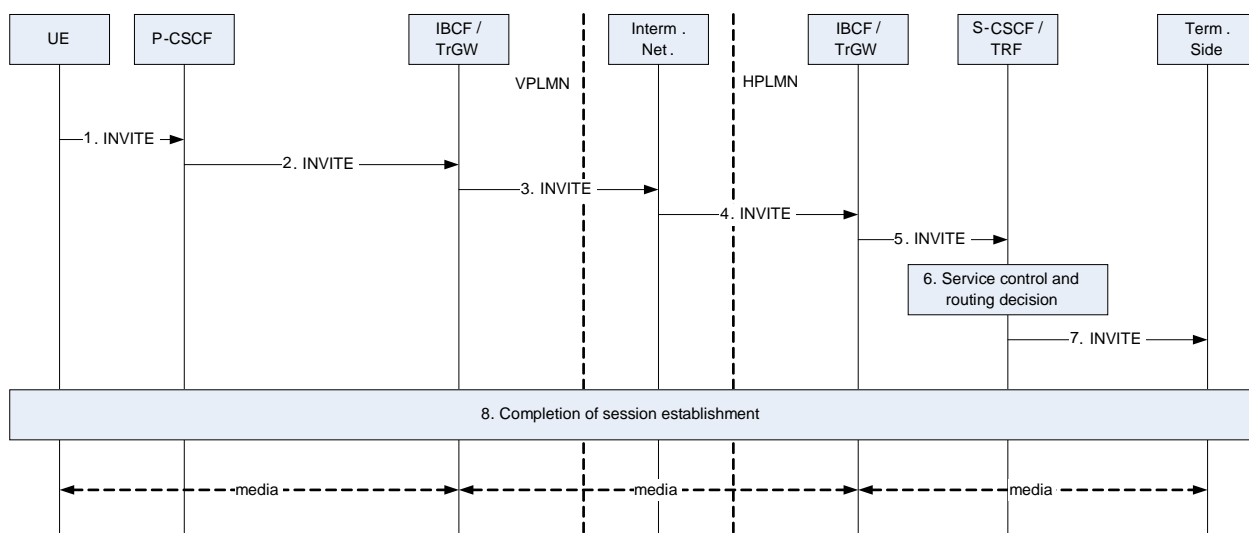 UE
P-CSCF
IBCF /
TrGW
Interm .
Net .
IBCF /
TrGW
S-CSCF /
TRF
Term .
Side
VPLMN
HPLMN
1. INVITE
2. INVITE
3. INVITE
4. INVITE
5. INVITE
6. Service control and
routing decision
7. INVITE
8. Completion of session establishment
media
media
media